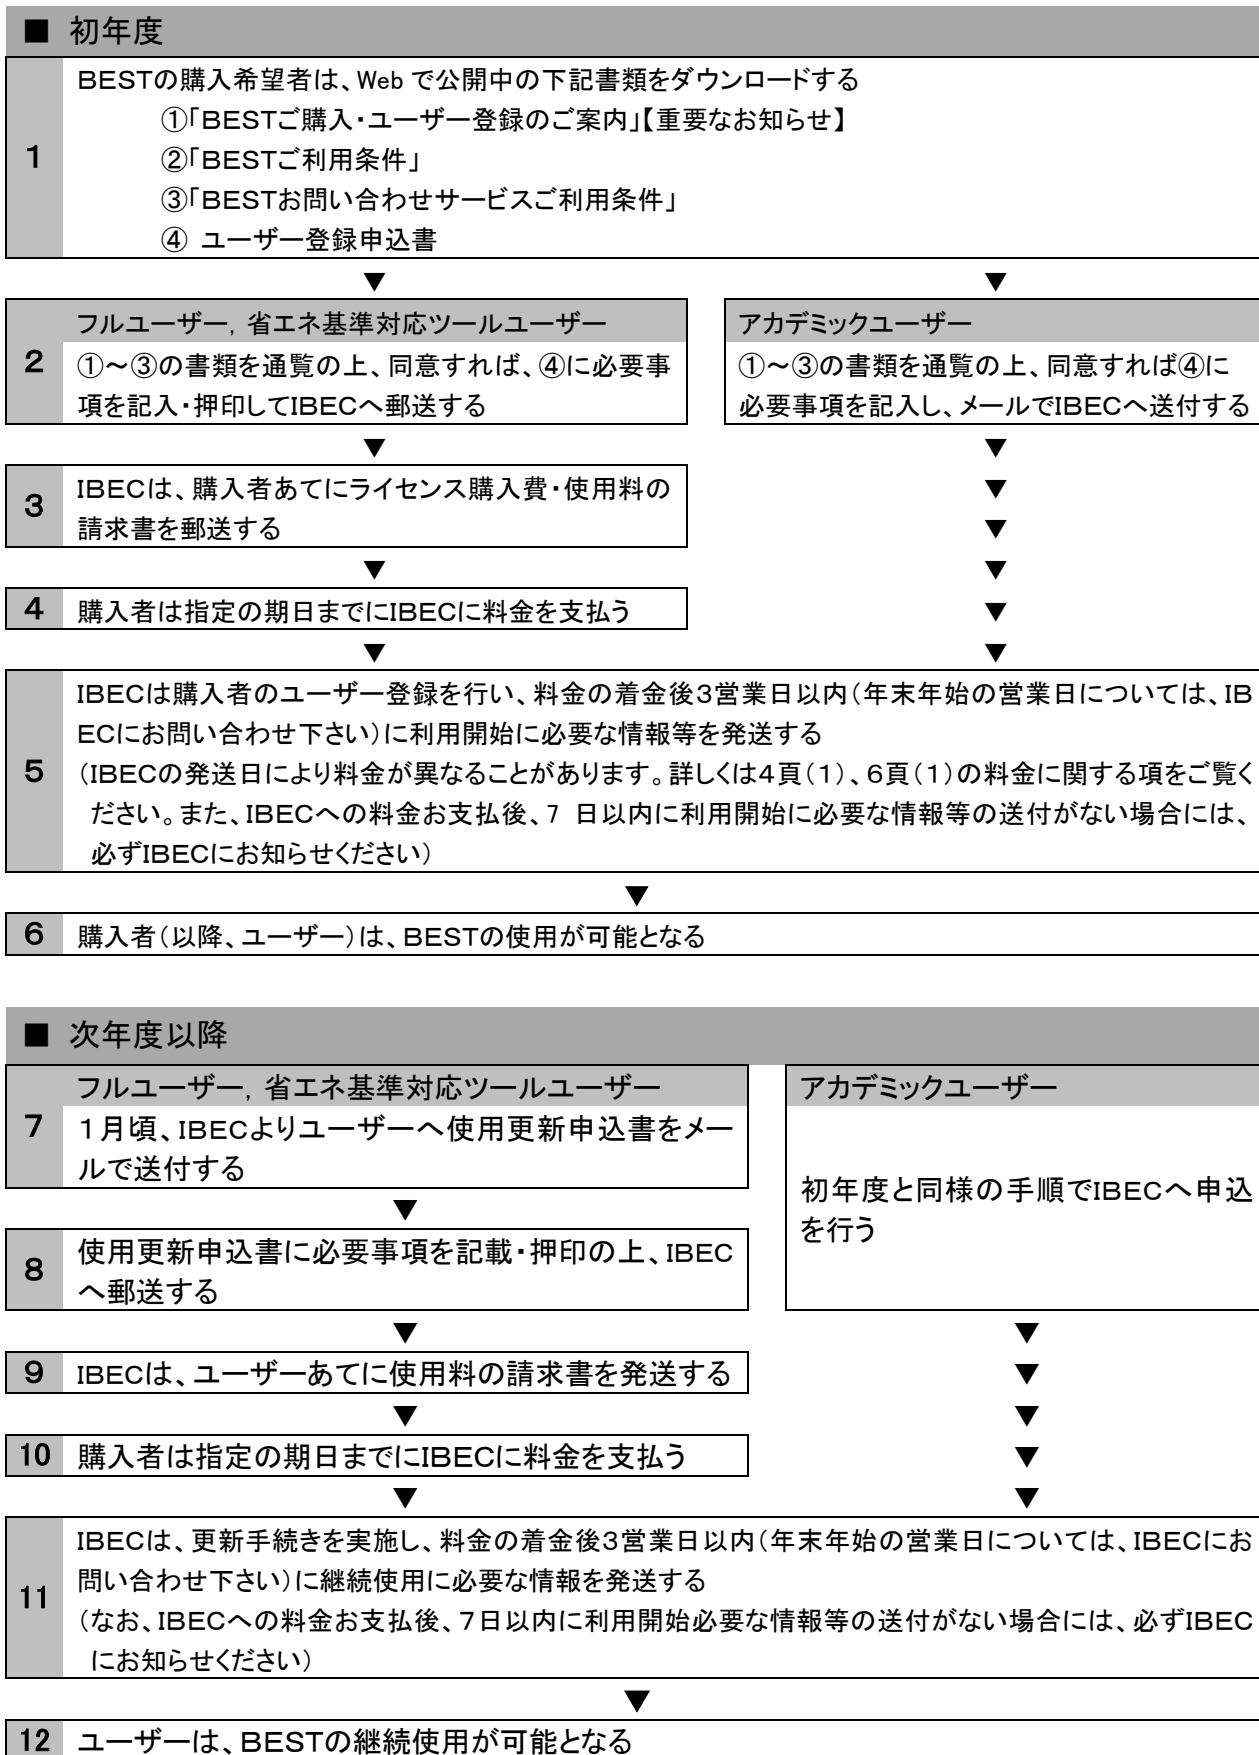 ■ 初年度
1
BESTの購入希望者は、Web で公開中の下記書類をダウンロードする
①「BESTご購入・ユーザー登録のご案内」【重要なお知らせ】
②「BESTご利用条件」
③「BESTお問い合わせサービスご利用条件」
④ ユーザー登録申込書
▼ ▼
2
フルユーザー，省エネ基準対応ツールユーザー
①～③の書類を通覧の上、同意すれば、④に必要事
項を記入・押印してIBECへ郵送する
アカデミックユーザー
①～③の書類を通覧の上、同意すれば④に
必要事項を記入し、メールでIBECへ送付する
▼ ▼
3
IBECは、購入者あてにライセンス購入費・使用料の
請求書を郵送する
▼
▼
▼ ▼
4 購入者は指定の期日までにIBECに料金を支払う
▼
▼ ▼
5
IBECは購入者のユーザー登録を行い、料金の着金後３営業日以内（年末年始の営業日については、IB
ECにお問い合わせ下さい）に利用開始に必要な情報等を発送する
（IBECの発送日により料金が異なることがあります。詳しくは４頁（１）、６頁（１）の料金に関する項をご覧く
ださい。また、IBECへの料金お支払後、7 日以内に利用開始に必要な情報等の送付がない場合には、
必ずIBECにお知らせください）
▼
6 購入者（以降、ユーザー）は、BESTの使用が可能となる
■ 次年度以降
7
フルユーザー，省エネ基準対応ツールユーザー
１月頃、IBECよりユーザーへ使用更新申込書をメー
ルで送付する
▼
8
使用更新申込書に必要事項を記載・押印の上、IBEC
へ郵送する
アカデミックユーザー
初年度と同様の手順でIBECへ申込
を行う
▼ ▼
9 IBECは、ユーザーあてに使用料の請求書を発送する
▼
▼ ▼
10 購入者は指定の期日までにIBECに料金を支払う
▼
▼ ▼
11
IBECは、更新手続きを実施し、料金の着金後３営業日以内（年末年始の営業日については、IBECにお
問い合わせ下さい）に継続使用に必要な情報を発送する
（なお、IBECへの料金お支払後、７日以内に利用開始必要な情報等の送付がない場合には、必ずIBEC
にお知らせください）
▼
12 ユーザーは、BESTの継続使用が可能となる